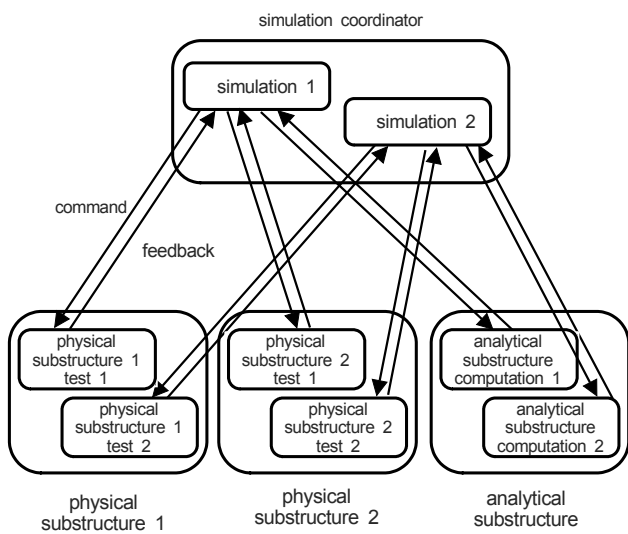 simulation coordinator
simulation 1
simulation 2
command
feedback
physical
substructure 1
test 1
physical
substructure 1
test 2
physical
substructure 2
test 1
physical
substructure 2
test 2
analytical
substructure
computation 1
analytical
substructure
computation 2
physical
substructure 1
physical
substructure 2
analytical
substructure